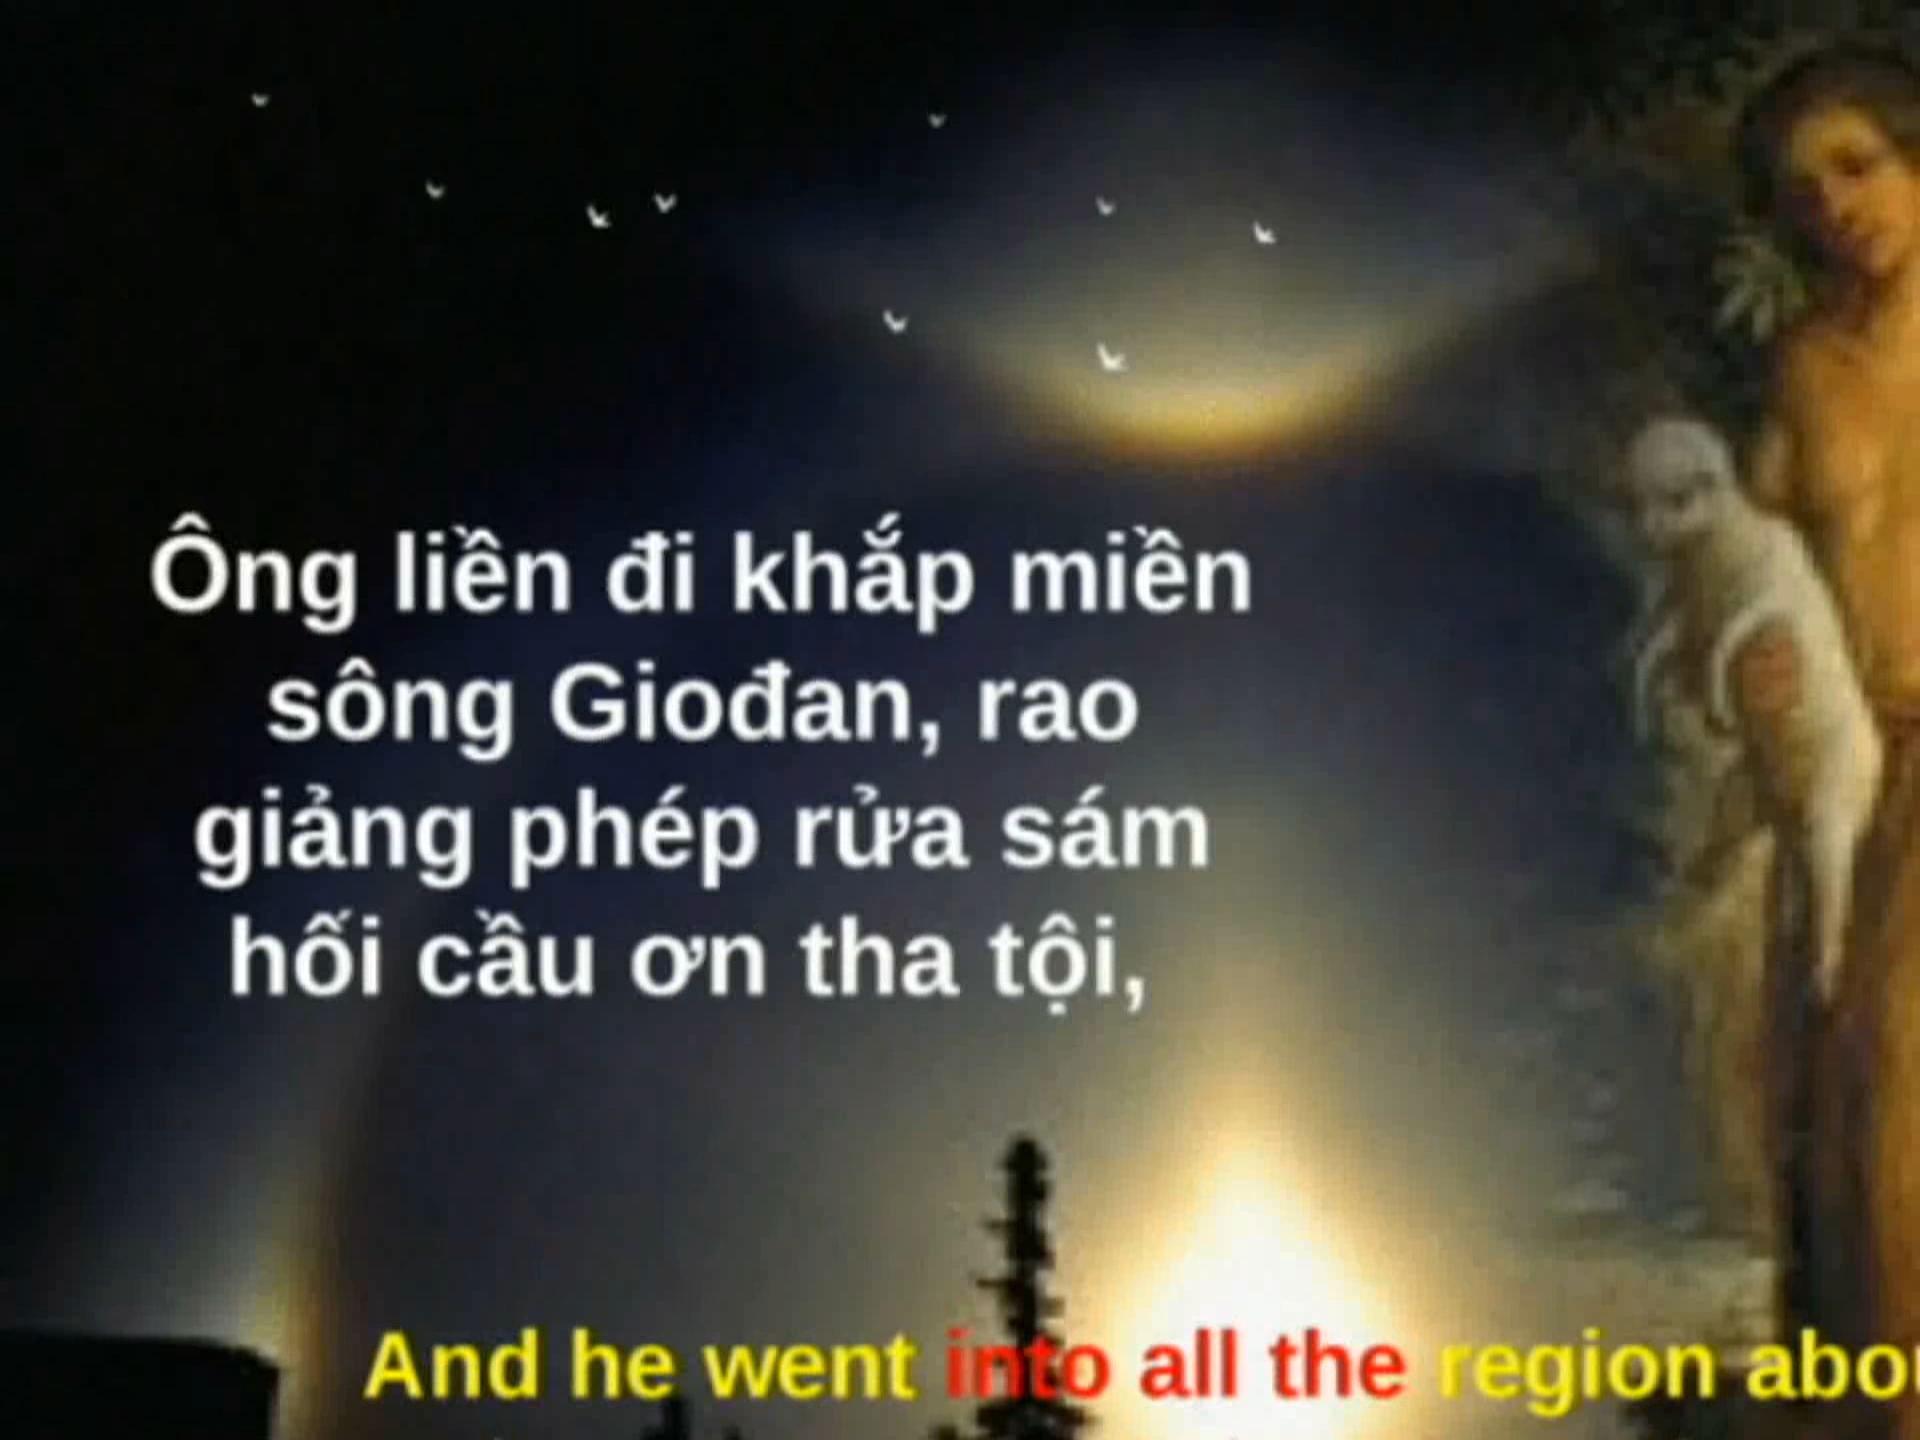 Ông liền đi khắp miền
sông Giođan, rao
giảng phép rửa sám
hối cầu ơn tha tội,
And he went into all the region